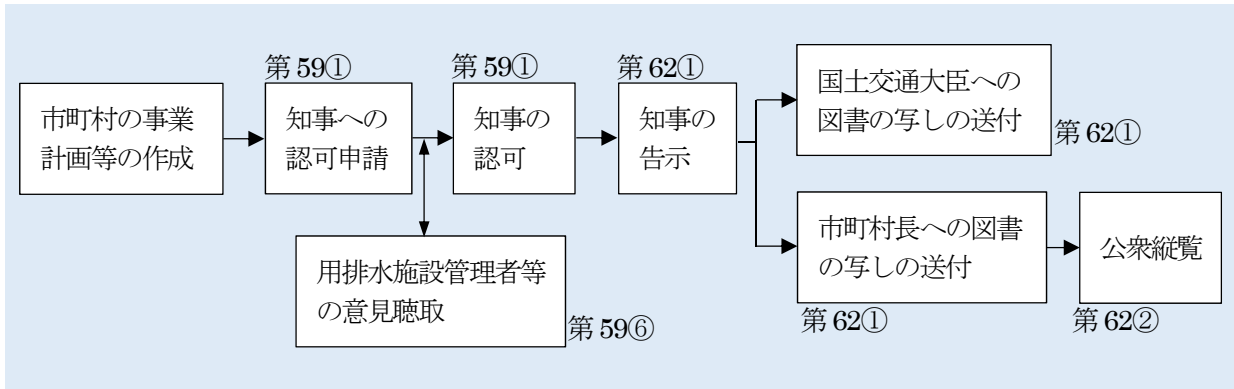 第59①
市町村の事業
計画等の作成
知事への
認可申請
第59①
知事の
認可
第62①
知事の
告示
国土交通大臣への
図書の写しの送付
第62①
用排水施設管理者等
の意見聴取
第59⑥
市町村長への図書
の写しの送付
第62①
公衆縦覧
第62②